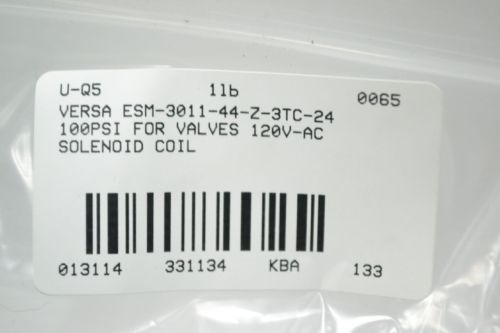 U-Q5 1lb 0065
VERSA ESM-3011-44-Z-3TC-24
100PSI FOR VALVES 120V-AC
SOLENOID COIL
013114 331134 KBA 133